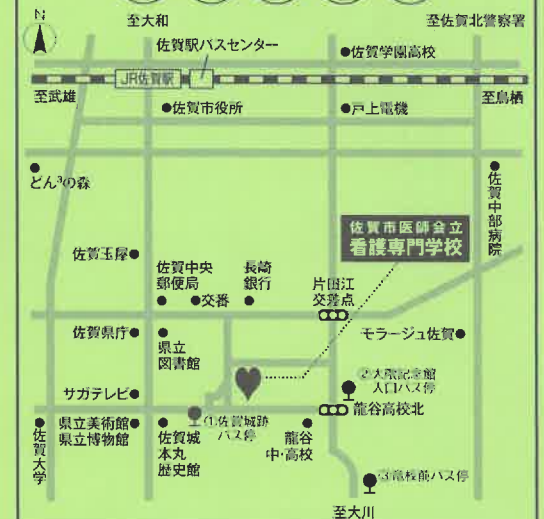 N
至大和
至佐賀北警察署
佐賀駅バスセンター
佐賀学園高校
JR佐賀駅
至武雄
至鳥栖
佐賀市役所
戸上電機
どん³の森
佐賀中部病院
佐賀市医師会立
看護専門学校
佐賀玉屋
佐賀中央
郵便局
交番
長崎
銀行
片田江
交差点
佐賀県庁
県立
図書館
モラージュ佐賀
②大隈記念館
入口バス停
サガテレビ
①佐賀城跡
バス停
龍谷高校北
県立美術館
県立博物館
佐賀大学
佐賀城
本丸
歴史館
龍谷
中・高校
③竜校前バス停
至大川